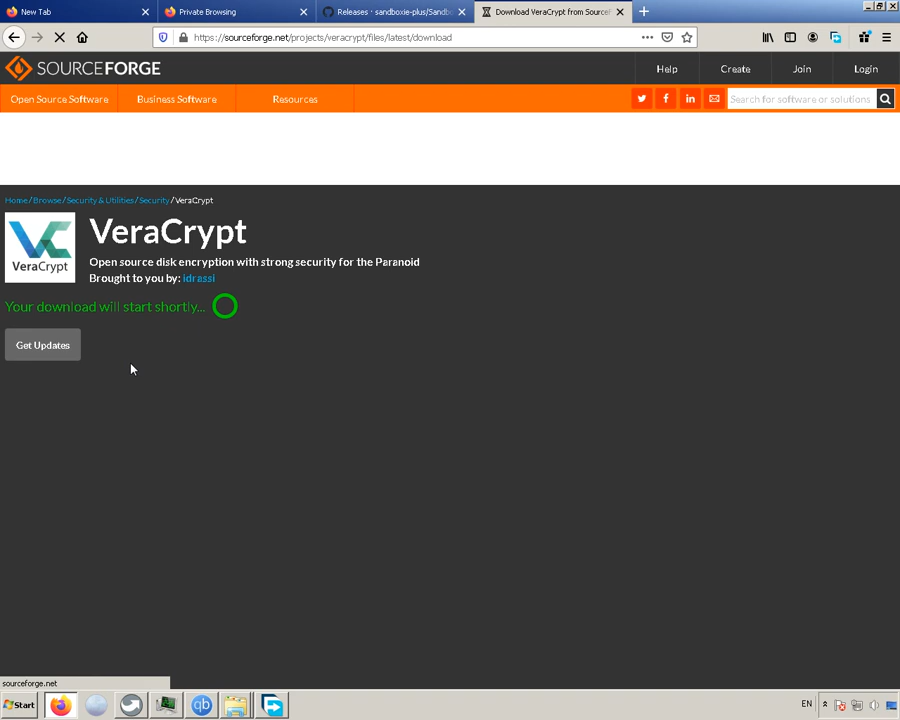 New Tab
Private Browsing
Releases · sandboxie-plus/Sandb
Download VeraCrypt from SourceF
https://sourceforge.net/projects/veracrypt/files/latest/download
SOURCEFORGE
Help
Create
Join
Login
Open Source Software
Business Software
Resources
Search for software or solutions
Home / Browse / Security & Utilities / Security / VeraCrypt
VeraCrypt
VeraCrypt
Open source disk encryption with strong security for the Paranoid
Brought to you by: idrassi
Your download will start shortly...
Get Updates
sourceforge.net
Start
qb
EN